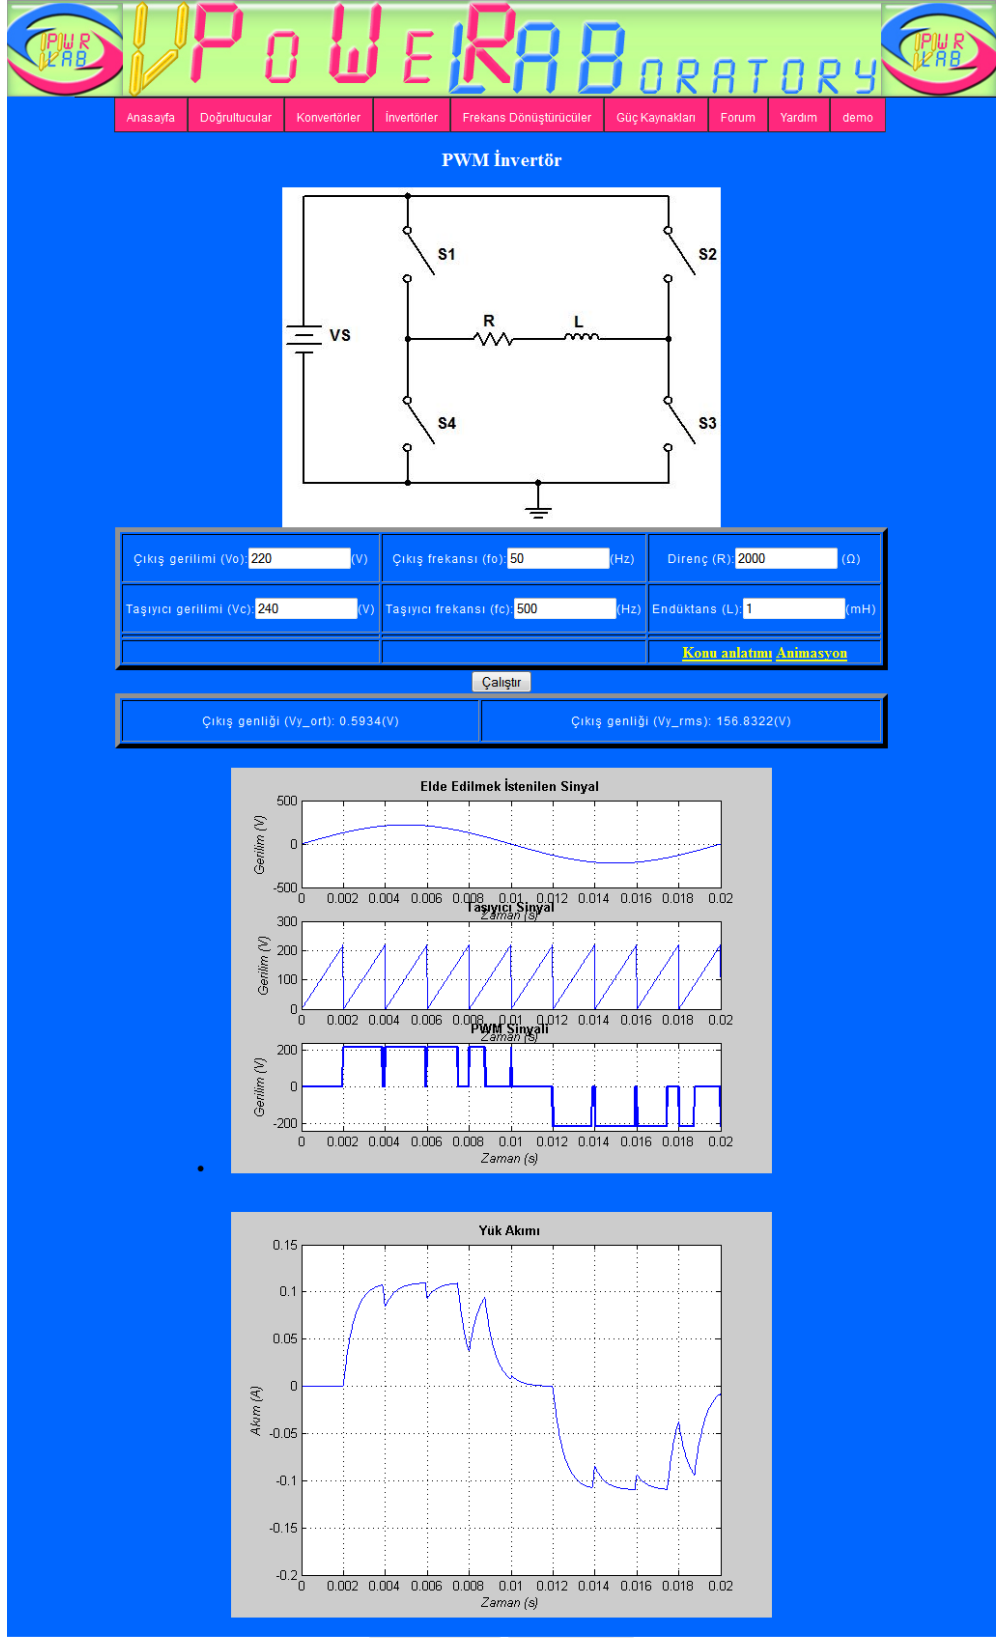 PWR LAB VPoWeRLABORATORY PWR LAB
Anasayfa Doğrultucular Konvertörler İnvertörler Frekans Dönüştürücüler Güç Kaynakları Forum Yardım demo
PWM İnvertör
S1 S2
R L
VS
S4 S3
Çıkış gerilimi (Vo): 220 (V) Çıkış frekansı (fo): 50 (Hz) Direnç (R): 2000 (Ω)
Taşıyıcı gerilimi (Vc): 240 (V) Taşıyıcı frekansı (fc): 500 (Hz) Endüktans (L): 1 (mH)
Konu anlatımı Animasyon
Çalıştır
Çıkış genliği (Vy_ort): 0.5934(V) Çıkış genliği (Vy_rms): 156.8322(V)
Elde Edilmek İstenilen Sinyal
500
0
-500
Gerilim (V)
0 0.002 0.004 0.006 0.008 0.01 0.012 0.014 0.016 0.018 0.02
Zaman (s)
Taşıyıcı Sinyal
300
200
100
0
Gerilim (V)
0 0.002 0.004 0.006 0.008 0.01 0.012 0.014 0.016 0.018 0.02
Zaman (s)
PWM Sinyali
200
0
-200
Gerilim (V)
0 0.002 0.004 0.006 0.008 0.01 0.012 0.014 0.016 0.018 0.02
Zaman (s)
Yük Akımı
0.15
0.1
0.05
0
-0.05
-0.1
-0.15
-0.2
Akım (A)
0 0.002 0.004 0.006 0.008 0.01 0.012 0.014 0.016 0.018 0.02
Zaman (s)